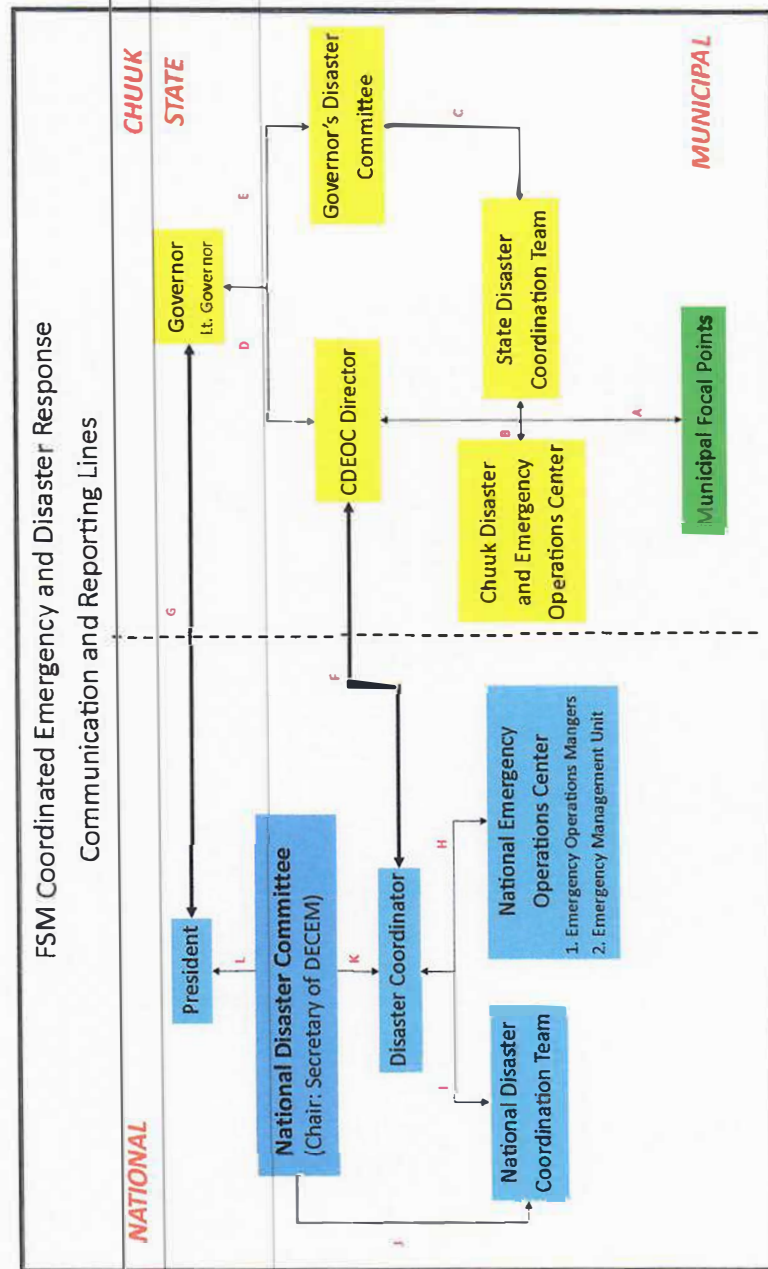 FSM Coordinated Emergency and Disaster Response
Communication and Reporting Lines
NATIONAL
CHUUK
STATE
President
G
Governor
Lt. Governor
L
D
E
National Disaster Committee
(Chair: Secretary of DECEM)
CDEOC Director
Governor's Disaster
Committee
K
F
C
Disaster Coordinator
J
I
H
National Disaster
Coordination Team
National Emergency
Operations Center
1. Emergency Operations Mangers
2. Emergency Management Unit
Chuuk Disaster
and Emergency
Operations Center
B
State Disaster
Coordination Team
A
Municipal Focal Points
MUNICIPAL